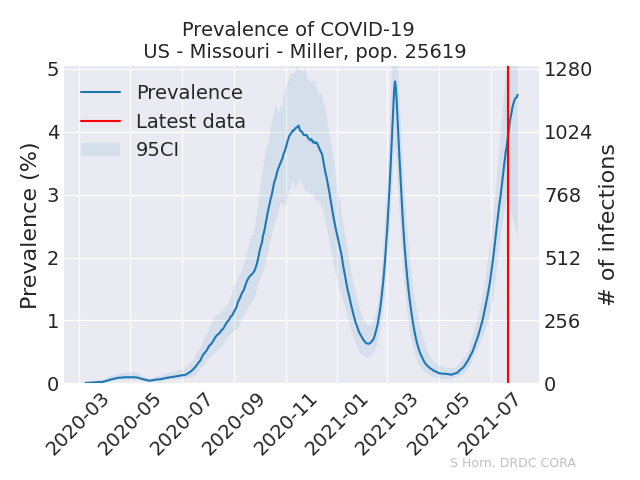 Prevalence of COVID-19
US - Missouri - Miller, pop. 25619
Prevalence
Latest data
95CI
Prevalence (%)
5
4
3
2
1
0
1280
1024
768
512
256
0
# of infections
2020-03
2020-05
2020-07
2020-09
2020-11
2021-01
2021-03
2021-05
2021-07
S Horn, DRDC CORA